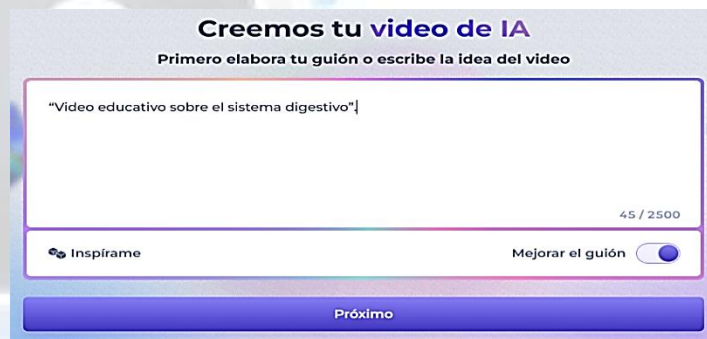 Creemos tu video de IA
Primero elabora tu guión o escribe la idea del video
“Video educativo sobre el sistema digestivo”.
45 / 2500
Inspírame
Mejorar el guión
Próximo